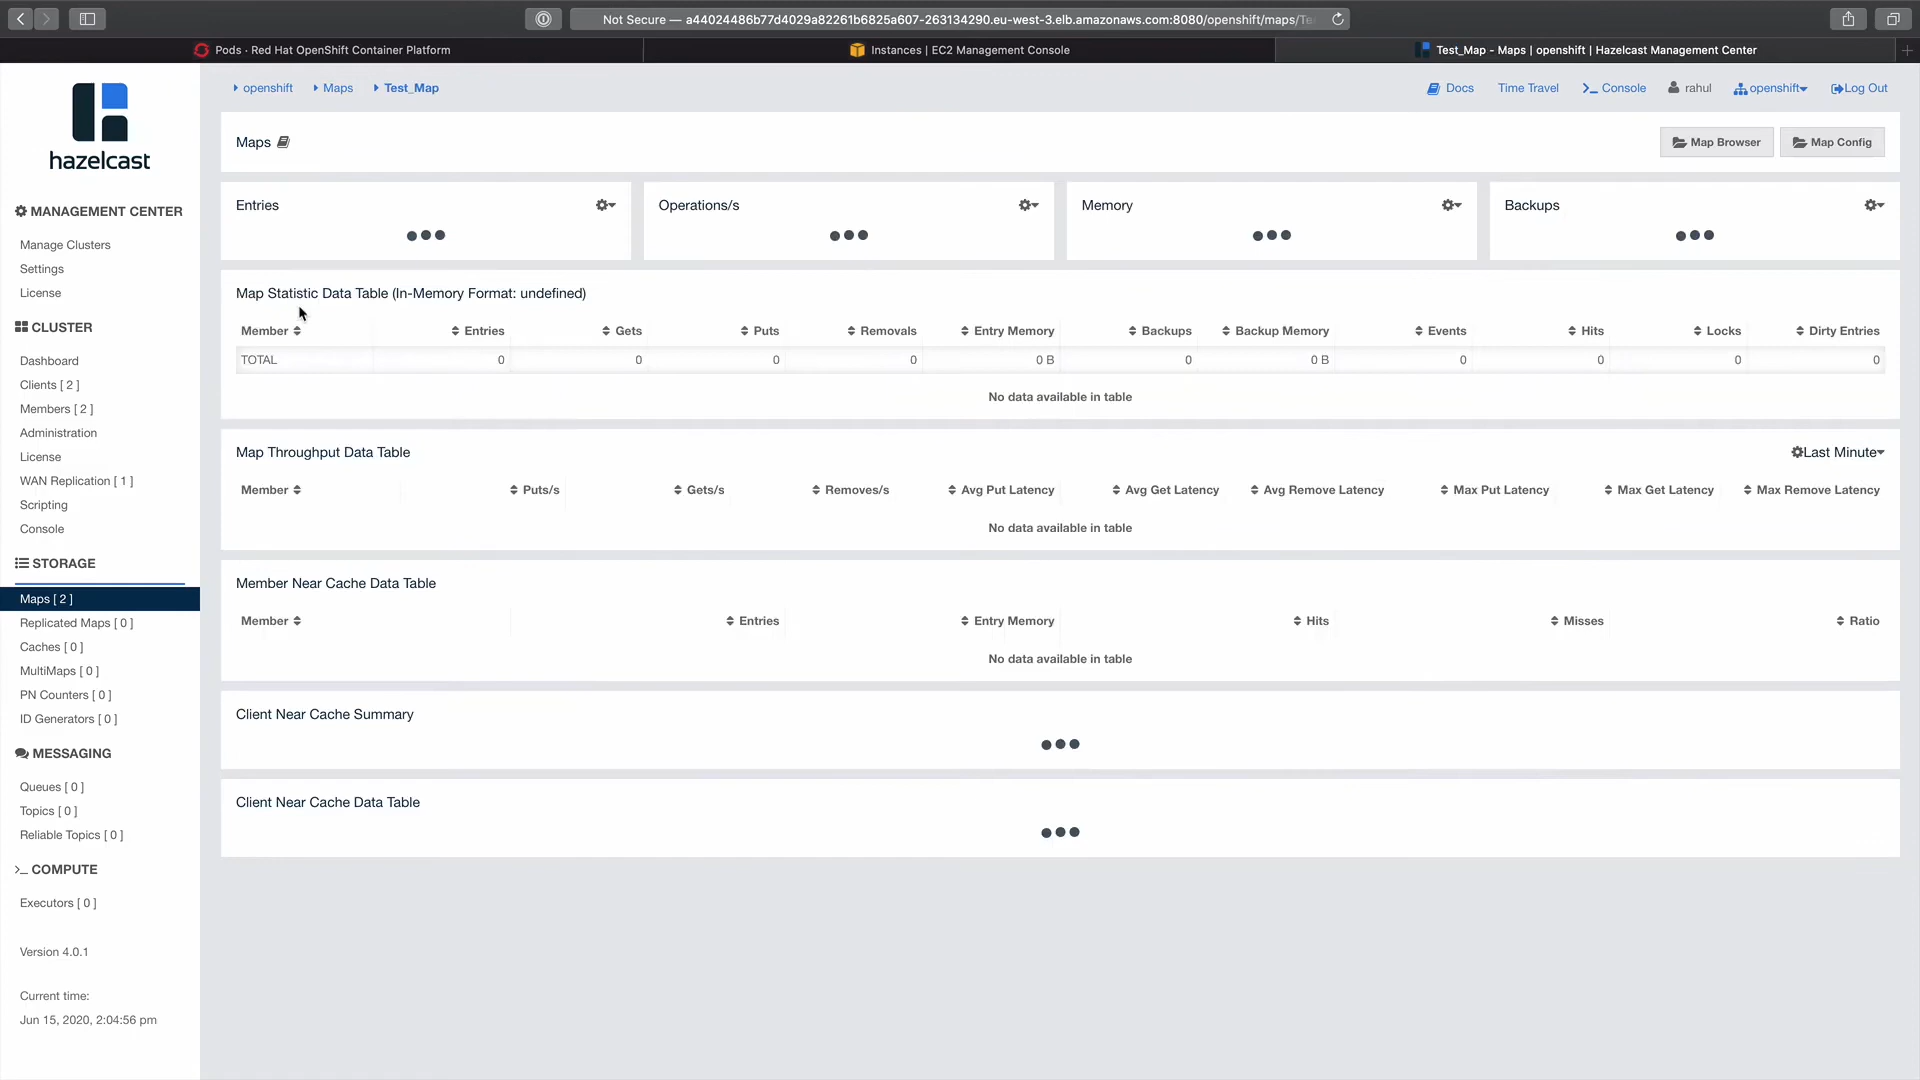 Not Secure — a44024486b77d4029a82261b6825a607-263134290.eu-west-3.elb.amazonaws.com:8080/openshift/maps/Te
Pods · Red Hat OpenShift Container Platform
Instances | EC2 Management Console
Test_Map - Maps | openshift | Hazelcast Management Center
hazelcast
MANAGEMENT CENTER
Manage Clusters
Settings
License
CLUSTER
Dashboard
Clients [ 2 ]
Members [ 2 ]
Administration
License
WAN Replication [ 1 ]
Scripting
Console
STORAGE
Maps [ 2 ]
Replicated Maps [ 0 ]
Caches [ 0 ]
MultiMaps [ 0 ]
PN Counters [ 0 ]
ID Generators [ 0 ]
MESSAGING
Queues [ 0 ]
Topics [ 0 ]
Reliable Topics [ 0 ]
COMPUTE
Executors [ 0 ]
Version 4.0.1
Current time:
Jun 15, 2020, 2:04:56 pm
openshift Maps Test_Map
Docs Time Travel Console rahul openshift Log Out
Maps
Map Browser Map Config
Entries Operations/s Memory Backups
Map Statistic Data Table (In-Memory Format: undefined)
Member Entries Gets Puts Removals Entry Memory Backups Backup Memory Events Hits Locks Dirty Entries
TOTAL 0 0 0 0 0 B 0 0 B 0 0 0 0
No data available in table
Map Throughput Data Table
Last Minute
Member Puts/s Gets/s Removes/s Avg Put Latency Avg Get Latency Avg Remove Latency Max Put Latency Max Get Latency Max Remove Latency
No data available in table
Member Near Cache Data Table
Member Entries Entry Memory Hits Misses Ratio
No data available in table
Client Near Cache Summary
Client Near Cache Data Table